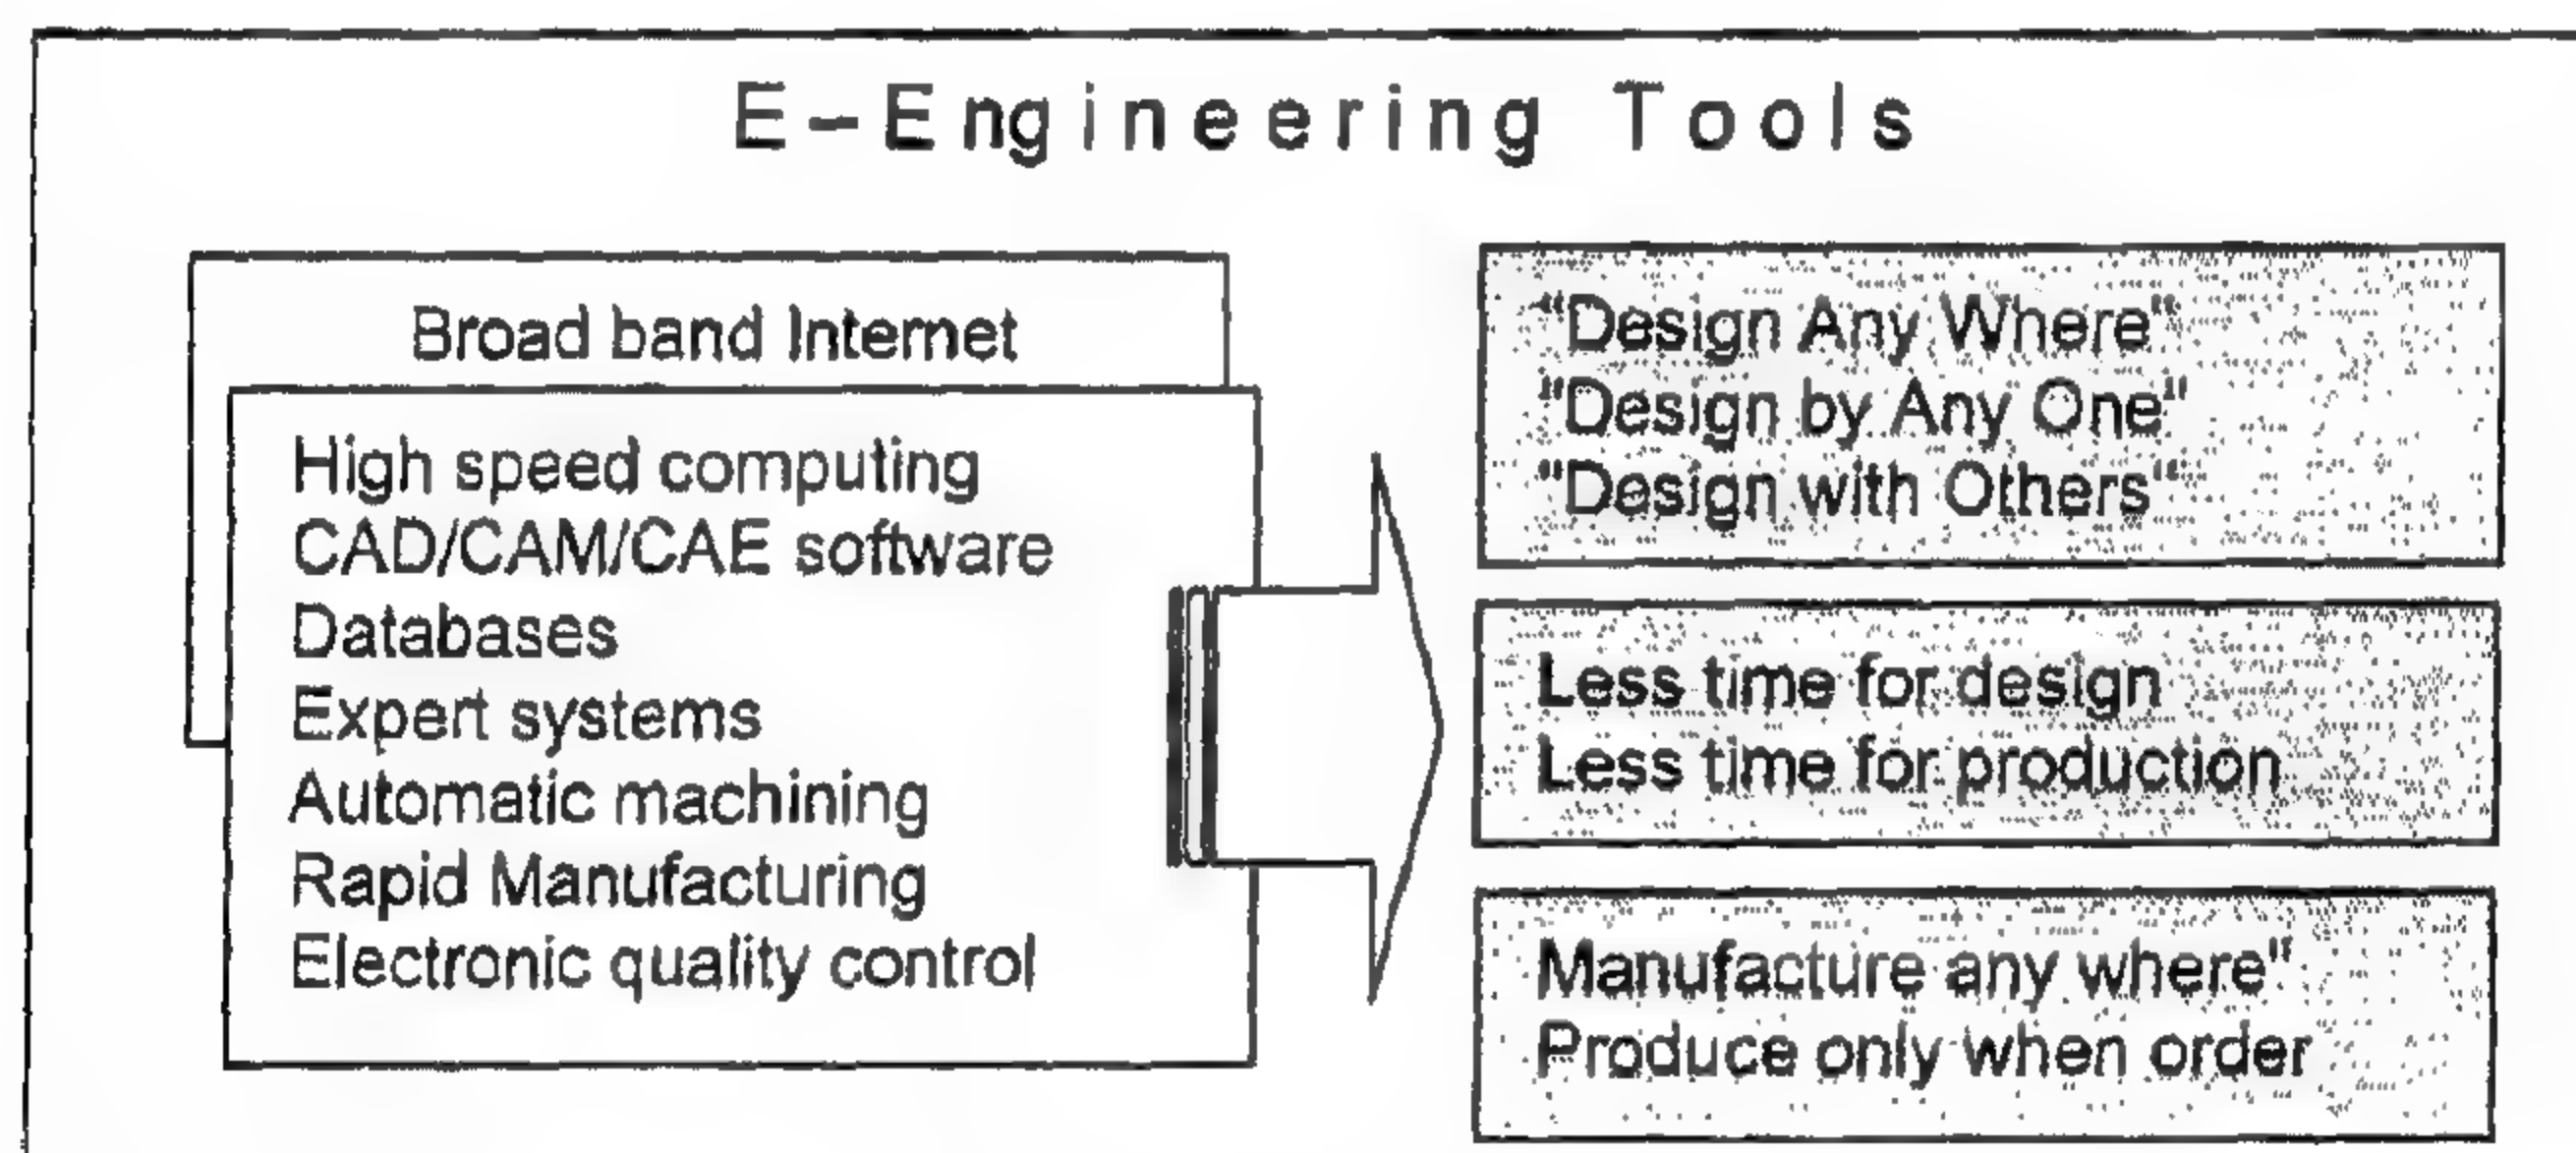 E-Engineering Tools
Broad band Internet
High speed computing
CAD/CAM/CAE software
Databases
Expert systems
Automatic machining
Rapid Manufacturing
Electronic quality control
"Design Any Where"
"Design by Any One"
"Design with Others"
Less time for design
Less time for production
Manufacture any where"
Produce only when order